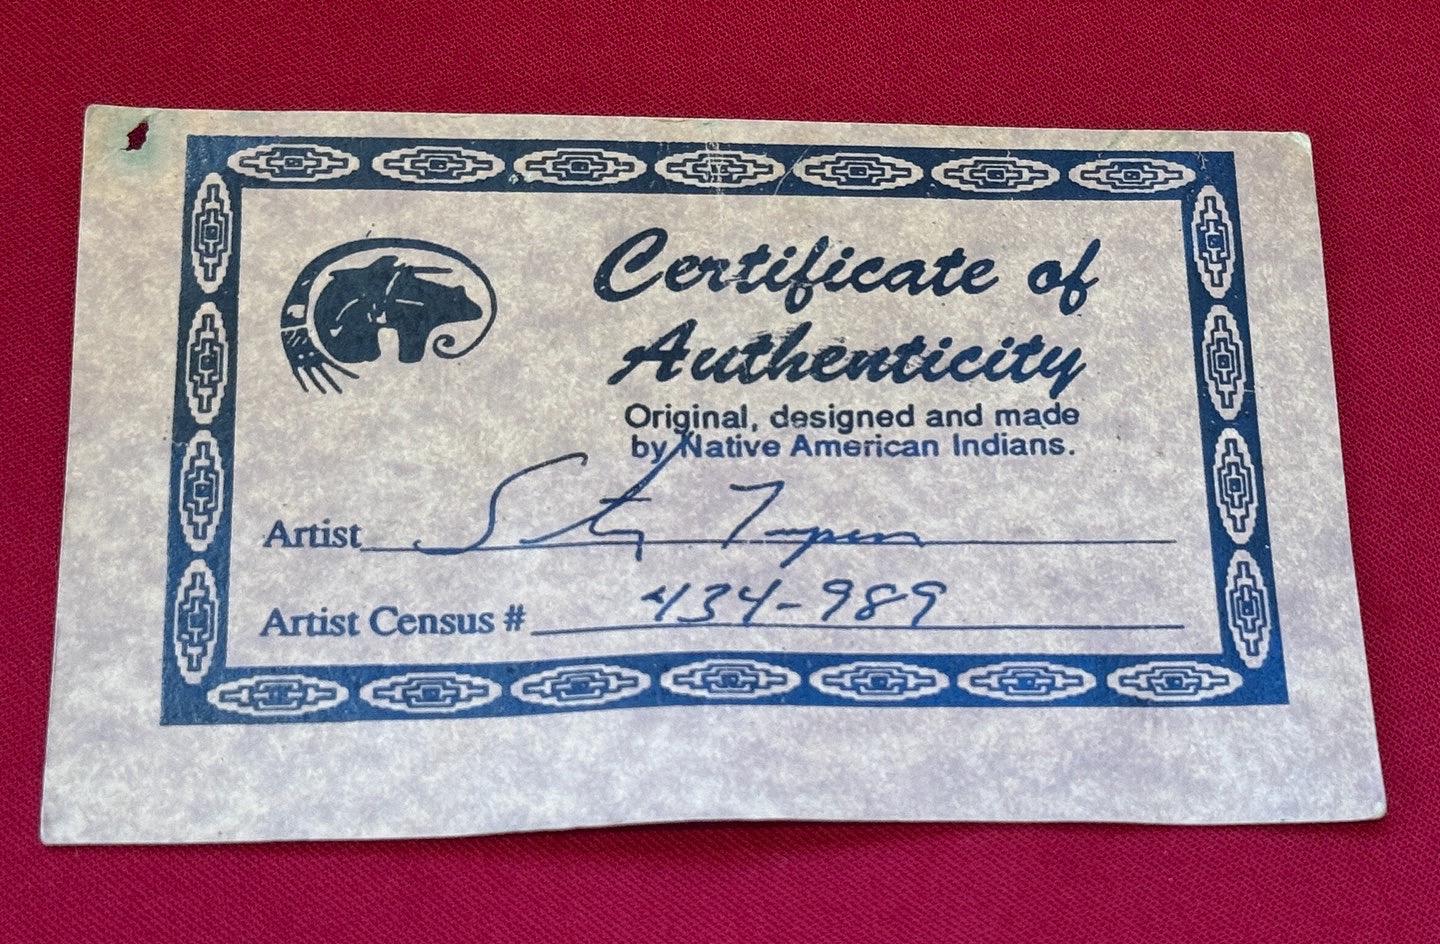 Certificate of
Authenticity
Original, designed and made
by Native American Indians.
Artist
Artist Census # 434-989